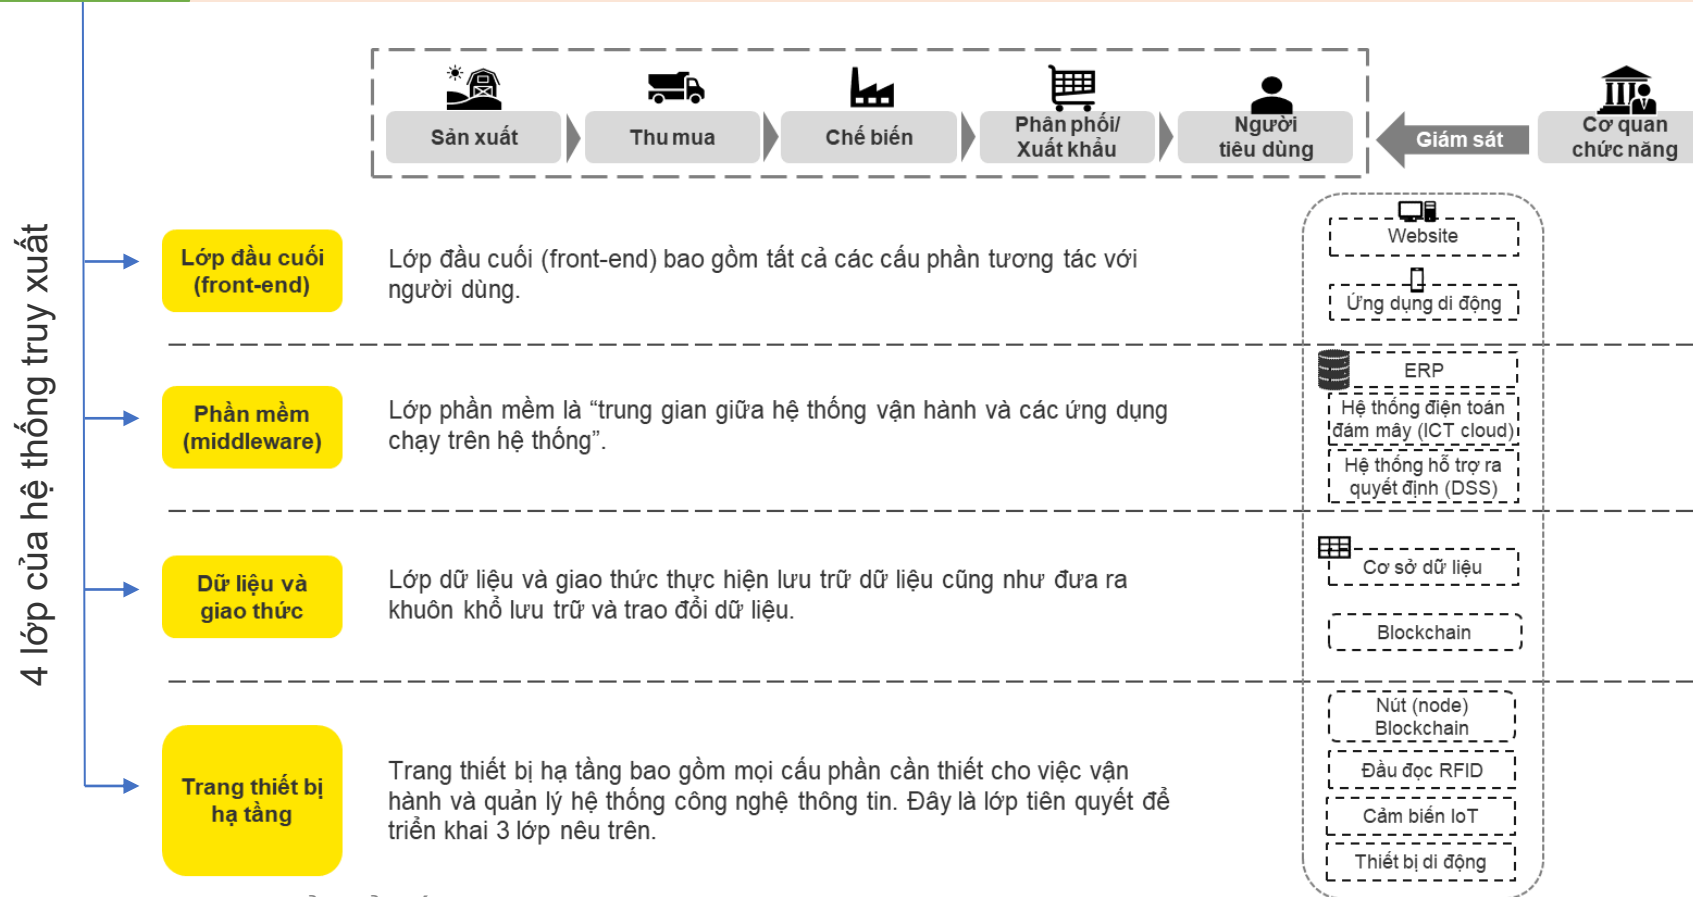 Sản xuất
Thu mua
Chế biến
Phân phối/
Xuất khẩu
Người
tiêu dùng
Giám sát
Cơ quan
chức năng
4 lớp của hệ thống truy xuất
Lớp đầu cuối
(front-end)
Lớp đầu cuối (front-end) bao gồm tất cả các cấu phần tương tác với
người dùng.
Website
Ứng dụng di động
Phần mềm
(middleware)
Lớp phần mềm là “trung gian giữa hệ thống vận hành và các ứng dụng
chạy trên hệ thống”.
ERP
Hệ thống điện toán
đám mây (ICT cloud)
Hệ thống hỗ trợ ra
quyết định (DSS)
Dữ liệu và
giao thức
Lớp dữ liệu và giao thức thực hiện lưu trữ dữ liệu cũng như đưa ra
khuôn khổ lưu trữ và trao đổi dữ liệu.
Cơ sở dữ liệu
Blockchain
Trang thiết bị
hạ tầng
Trang thiết bị hạ tầng bao gồm mọi cấu phần cần thiết cho việc vận
hành và quản lý hệ thống công nghệ thông tin. Đây là lớp tiên quyết để
triển khai 3 lớp nêu trên.
Nút (node)
Blockchain
Đầu đọc RFID
Cảm biến IoT
Thiết bị di động